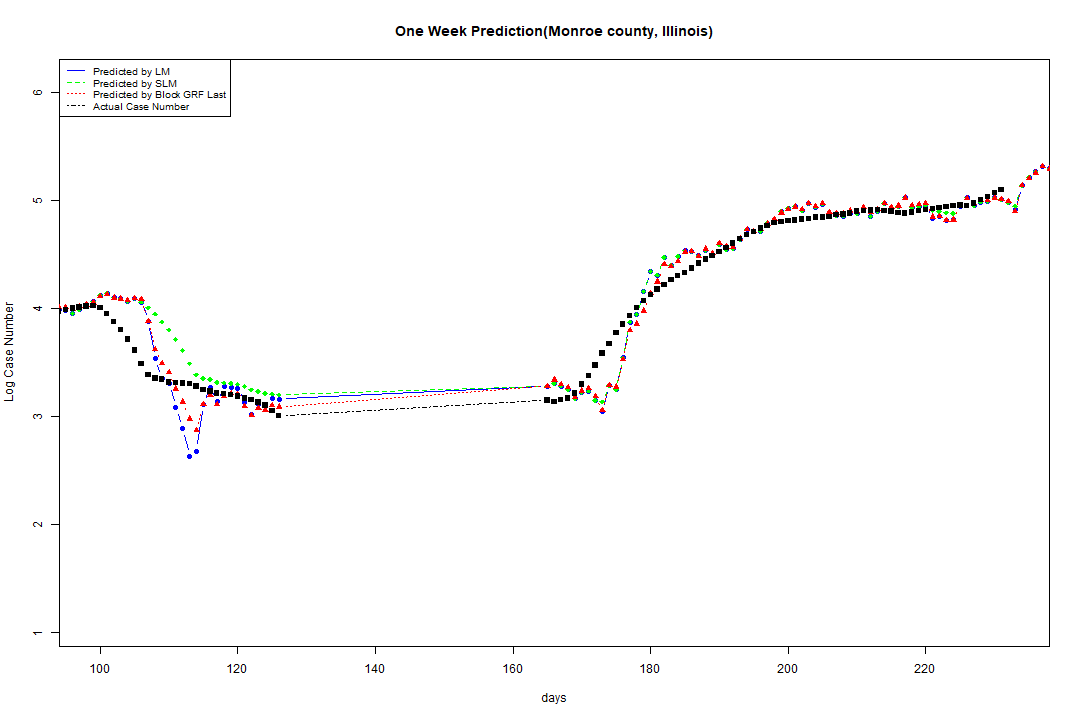 One Week Prediction(Monroe county, Illinois)
Predicted by LM
Predicted by SLM
Predicted by Block GRF Last
Actual Case Number
6
5
4
3
2
1
Log Case Number
100 120 140 160 180 200 220
days